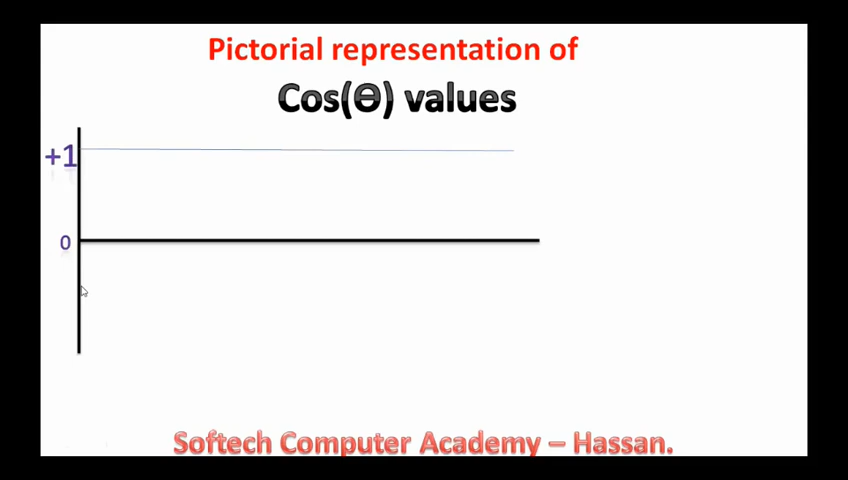 Pictorial representation of
Cos(Ө) values
+1
0
Softech Computer Academy – Hassan.